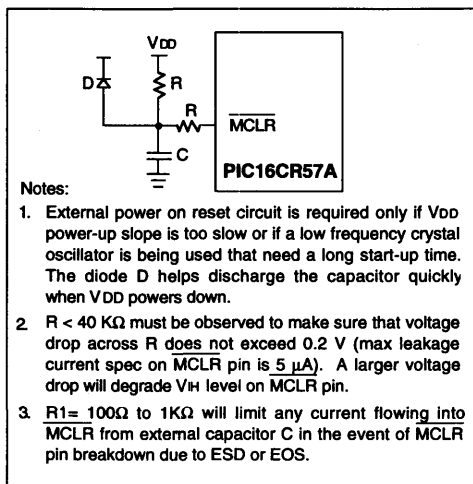 VDD
D
R
R
MCLR
C
PIC16CR57A
Notes:
1. External power on reset circuit is required only if VDD
power-up slope is too slow or if a low frequency crystal
oscillator is being used that need a long start-up time.
The diode D helps discharge the capacitor quickly
when VDD powers down.
2. R < 40 KΩ must be observed to make sure that voltage
drop across R does not exceed 0.2 V (max leakage
current spec on MCLR pin is 5 μA). A larger voltage
drop will degrade VIH level on MCLR pin.
3. R1= 100Ω to 1KΩ will limit any current flowing into
MCLR from external capacitor C in the event of MCLR
pin breakdown due to ESD or EOS.